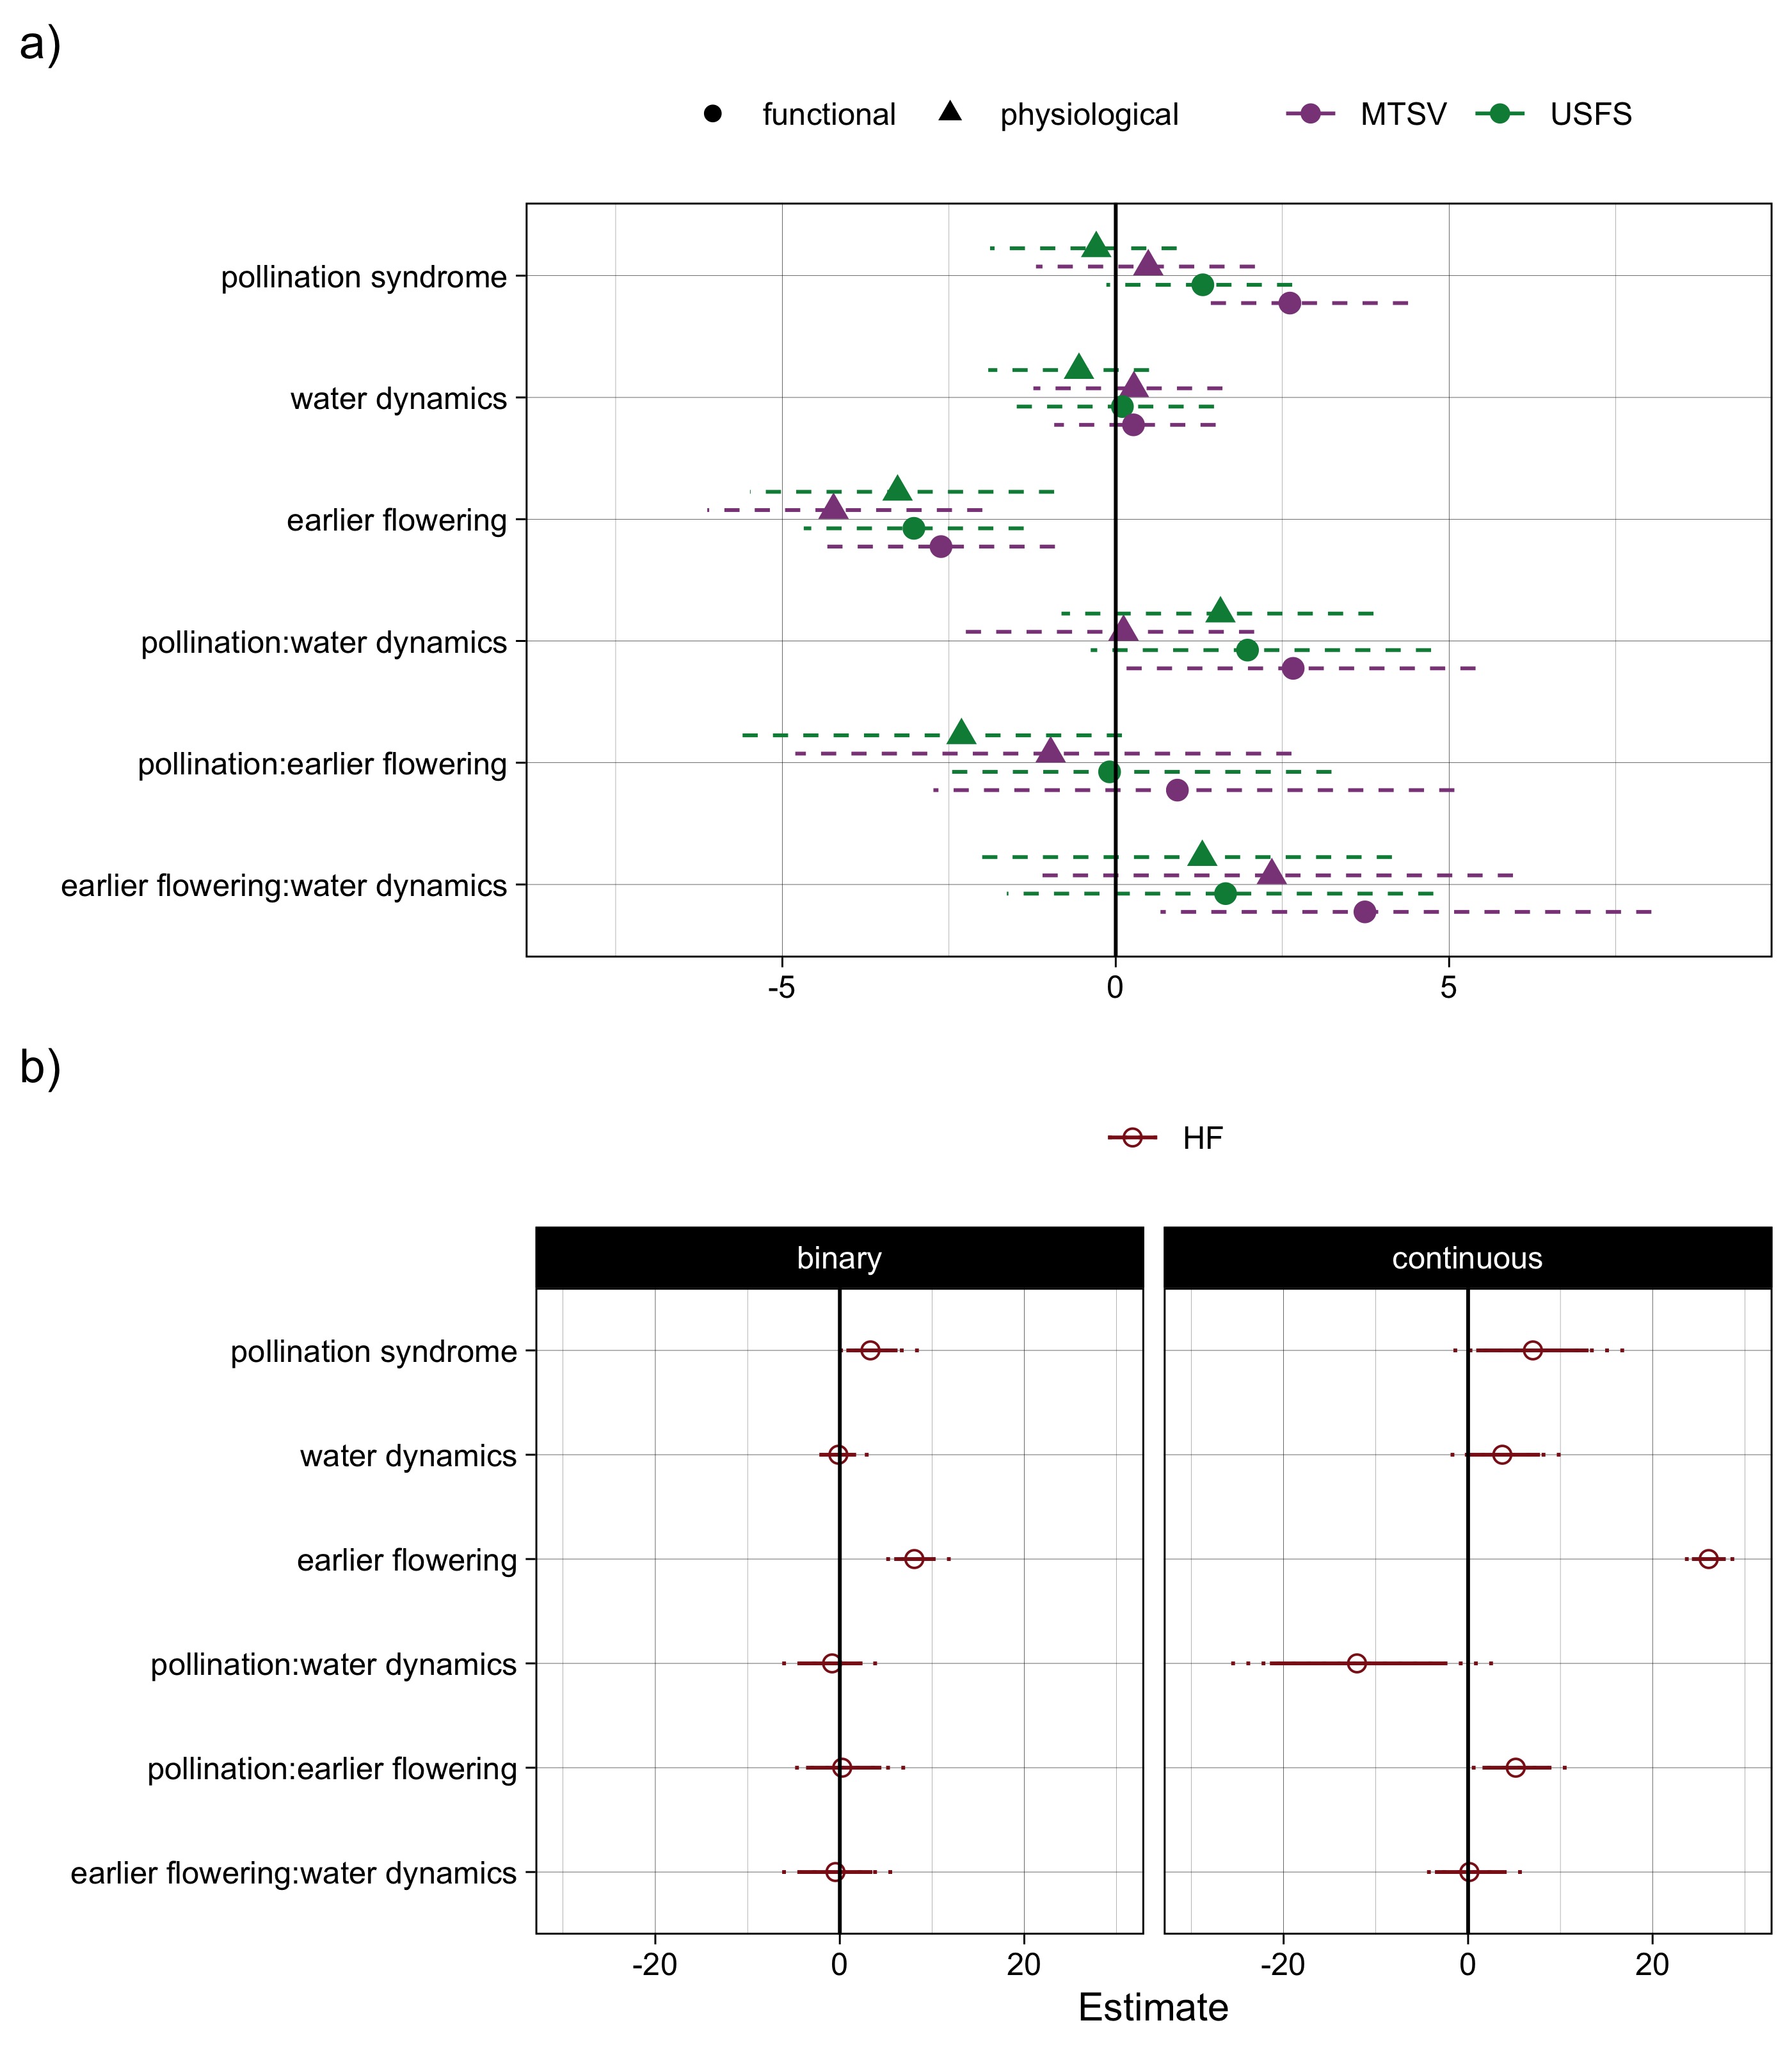 a)
functional physiological MTSV USFS
pollination syndrome
water dynamics
earlier flowering
pollination:water dynamics
pollination:earlier flowering
earlier flowering:water dynamics
-5 0 5
b)
HF
binary continuous
pollination syndrome
water dynamics
earlier flowering
pollination:water dynamics
pollination:earlier flowering
earlier flowering:water dynamics
-20 0 20 -20 0 20
Estimate